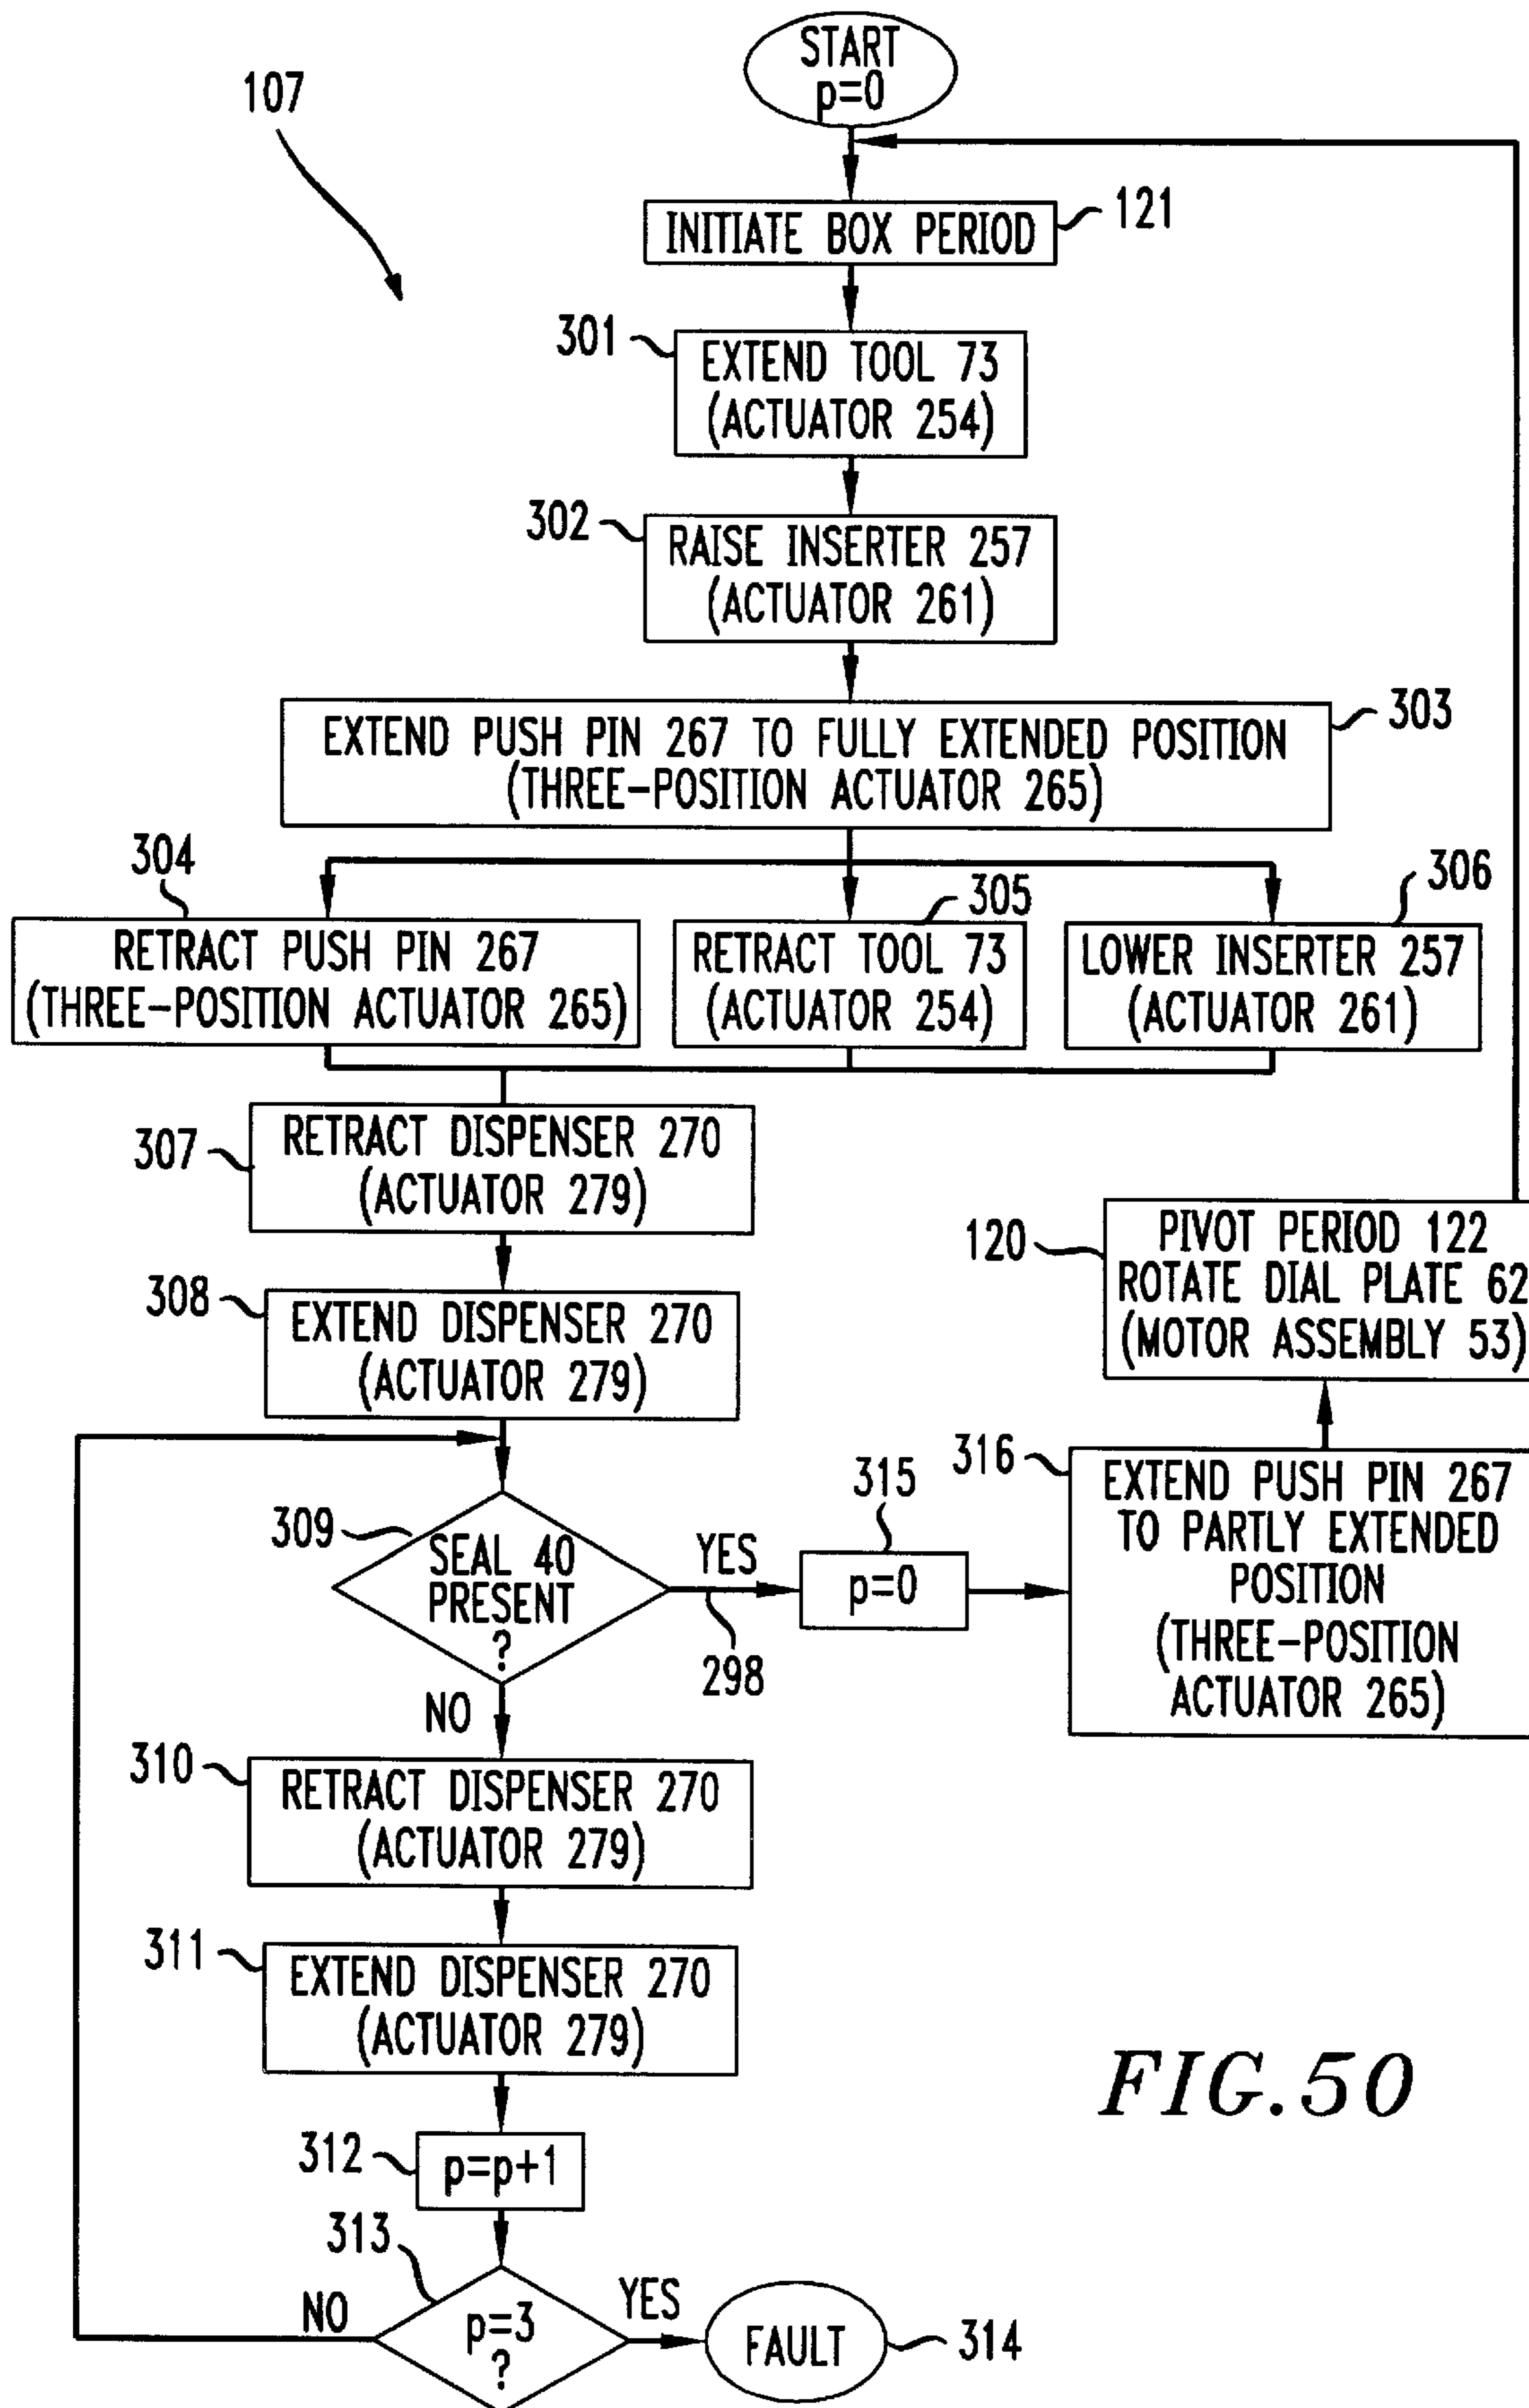 START
p=0
107
INITIATE BOX PERIOD
121
301
EXTEND TOOL 73
(ACTUATOR 254)
302
RAISE INSERTER 257
(ACTUATOR 261)
303
EXTEND PUSH PIN 267 TO FULLY EXTENDED POSITION
(THREE-POSITION ACTUATOR 265)
304
RETRACT PUSH PIN 267
(THREE-POSITION ACTUATOR 265)
305
RETRACT TOOL 73
(ACTUATOR 254)
306
LOWER INSERTER 257
(ACTUATOR 261)
307
RETRACT DISPENSER 270
(ACTUATOR 279)
308
EXTEND DISPENSER 270
(ACTUATOR 279)
309
SEAL 40
PRESENT
?
YES
298
NO
315
p=0
316
EXTEND PUSH PIN 267
TO PARTLY EXTENDED
POSITION
(THREE-POSITION
ACTUATOR 265)
120
PIVOT PERIOD 122
ROTATE DIAL PLATE 62
(MOTOR ASSEMBLY 53)
310
RETRACT DISPENSER 270
(ACTUATOR 279)
311
EXTEND DISPENSER 270
(ACTUATOR 279)
312
p=p+1
313
p=3
?
NO
YES
FAULT
314
FIG.50